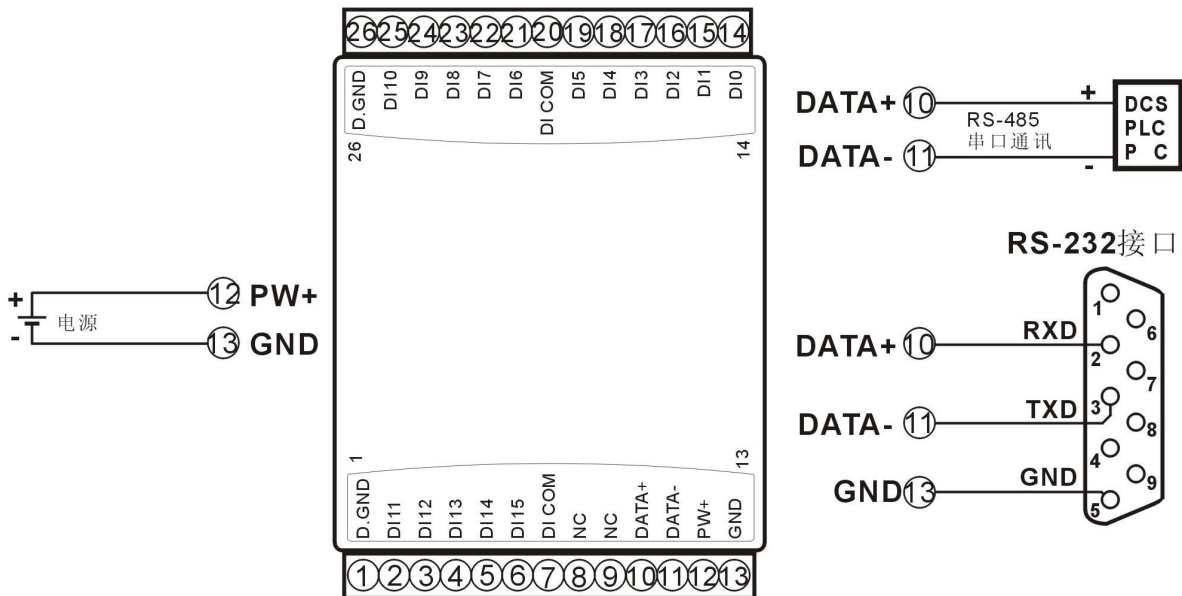 26 25 24 23 22 21 20 19 18 17 16 15 14
D.GND DI10 DI9 DI8 DI7 DI6 DI COM DI5 DI4 DI3 DI2 DI1 DI0
26 14
+
-
电源
12 PW+
13 GND
1 13
D.GND DI11 DI12 DI13 DI14 DI15 DI COM NC NC DATA+ DATA- PW+ GND
1 2 3 4 5 6 7 8 9 10 11 12 13
DATA+ 10
RS-485
串口通讯
DATA- 11
+
-
DCS
PLC
P C
RS-232接口
DATA+ 10 RXD
DATA- 11 TXD
GND 13 GND
1
6
2
7
3
8
4
9
5